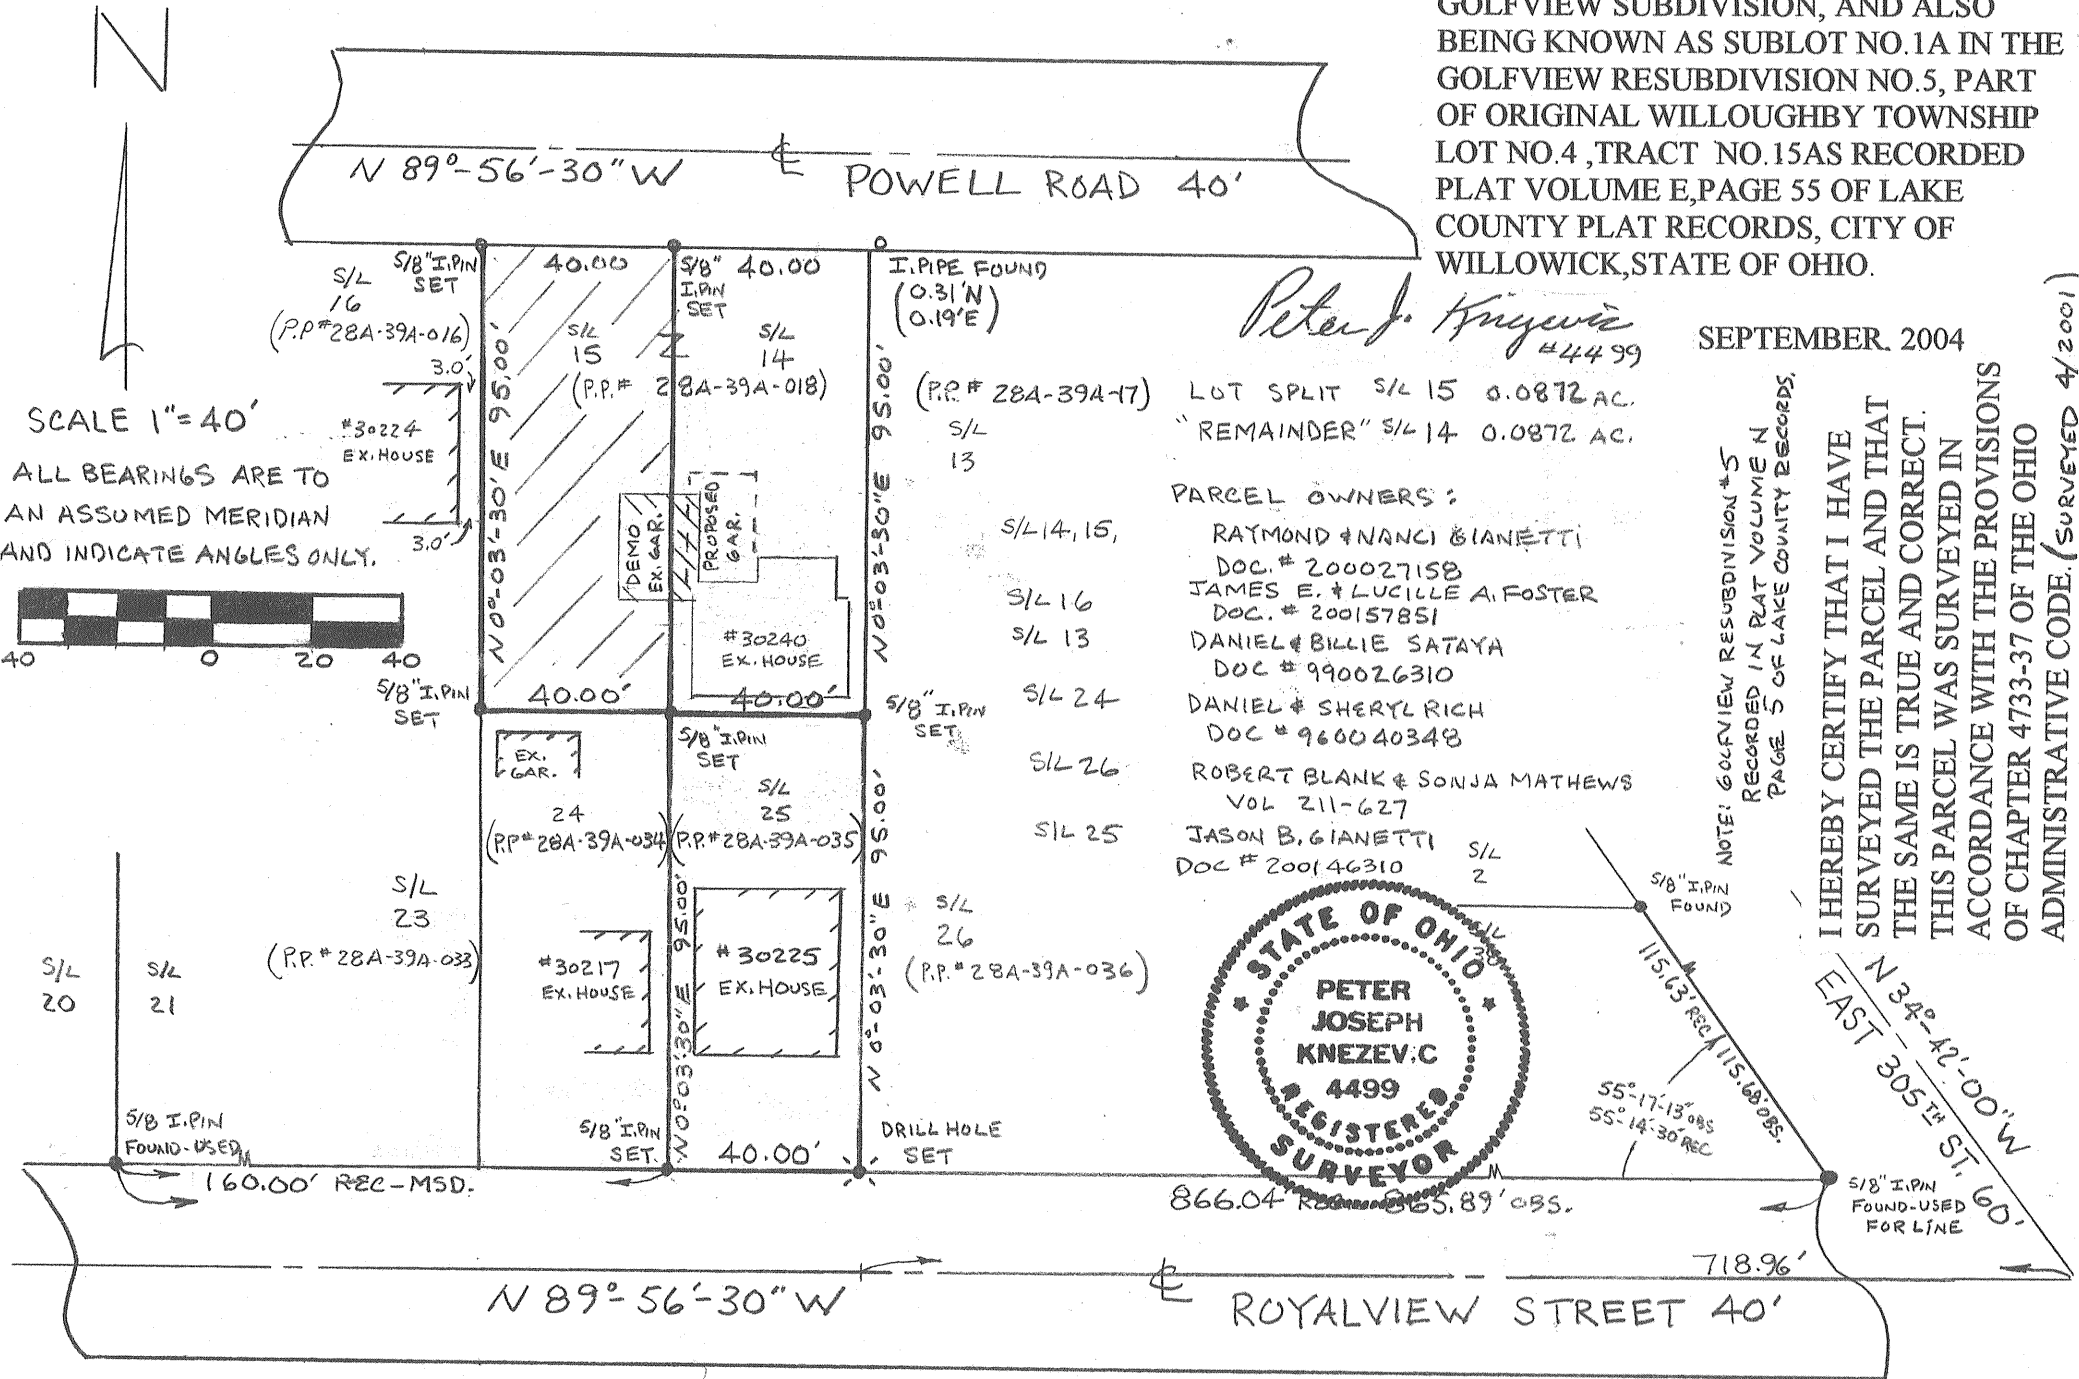 N
GOLFVIEW SUBDIVISION, AND ALSO
BEING KNOWN AS SUBLOT NO.1A IN THE
GOLFVIEW RESUBDIVISION NO.5, PART
OF ORIGINAL WILLOUGHBY TOWNSHIP
LOT NO.4 ,TRACT NO.15AS RECORDED
PLAT VOLUME E,PAGE 55 OF LAKE
COUNTY PLAT RECORDS, CITY OF
WILLOWICK,STATE OF OHIO.
Peter J. Knezevic
#4499
SEPTEMBER. 2004
N 89°-56'-30" W
℄ POWELL ROAD 40'
5/8" I.PIN
SET
40.00
5/8"
I.PIN
SET
40.00
I.PIPE FOUND
(0.31'N)
(0.19'E)
S/L
16
(P.P#28A-39A-016)
3.0'
#30224
EX.HOUSE
3.0'
SCALE 1"=40'
ALL BEARINGS ARE TO
AN ASSUMED MERIDIAN
AND INDICATE ANGLES ONLY.
40 0 20 40
N 0°-03'-30' E 95.00'
S/L
15
S/L
14
(P.P.# 28A-39A-018)
DEMO
EX. GAR.
PROPOSED
GAR.
#30240
EX.HOUSE
N 0°-03'-30"E 95.00'
(P.P.# 28A-39A-17)
S/L
13
5/8" I.PIN
SET
40.00'
40.00'
5/8" I.PIN
SET
5/8" I.PIN
SET
LOT SPLIT S/L 15 0.0872 AC.
"REMAINDER" S/L 14 0.0872 AC.
PARCEL OWNERS:
S/L 14, 15, RAYMOND & NANCI GIANETTI
DOC.# 200027158
S/L 16 JAMES E. & LUCILLE A. FOSTER
DOC. # 200157851
S/L 13 DANIEL & BILLIE SATAYA
DOC # 990026310
S/L 24 DANIEL & SHERYL RICH
DOC # 960040348
S/L 26 ROBERT BLANK & SONJA MATHEWS
VOL 211-627
S/L 25 JASON B. GIANETTI
DOC # 200146310
NOTE: GOLFVIEW RESUBDIVISION #5
RECORDED IN PLAT VOLUME N
PAGE 5 OF LAKE COUNTY RECORDS.
I HEREBY CERTIFY THAT I HAVE
SURVEYED THE PARCEL AND THAT
THE SAME IS TRUE AND CORRECT.
THIS PARCEL WAS SURVEYED IN
ACCORDANCE WITH THE PROVISIONS
OF CHAPTER 4733-37 OF THE OHIO
ADMINISTRATIVE CODE. (SURVEYED 4/2001)
EX.
GAR.
24
(P.P#28A-39A-034)
S/L
25
(P.P.#28A-39A-035)
N 0°-03'-30"E 95.00'
N 0°-03'-30"E 95.00'
S/L
23
(P.P.#28A-39A-033)
S/L
20
S/L
21
#30217
EX.HOUSE
#30225
EX.HOUSE
S/L
26
(P.P.#28A-39A-036)
STATE OF OHIO
PETER
JOSEPH
KNEZEV.C
4499
REGISTERED
SURVEYOR
S/L
2
5/8" I.PIN
FOUND
115.63' REC 115.68' OBS.
55°-17'-13" OBS
55°-14'-30" REC
N 34°-42'-00" W
EAST 305TH ST. 60'
5/8 I.PIN
FOUND-USED
160.00' REC-MSD.
5/8" I.PIN
SET.
40.00'
DRILL HOLE
SET
866.04' 865.89' OBS.
5/8" I.PIN
FOUND-USED
FOR LINE
718.96'
N 89°-56'-30" W
℄ ROYALVIEW STREET 40'